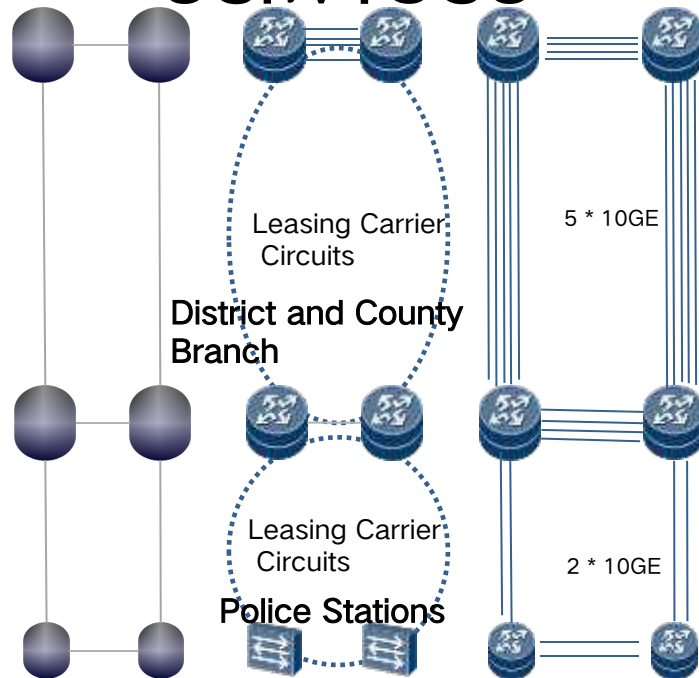 Leasing Carrier
Circuits
5 * 10GE
District and County
Branch
Leasing Carrier
Circuits
2 * 10GE
Police Stations